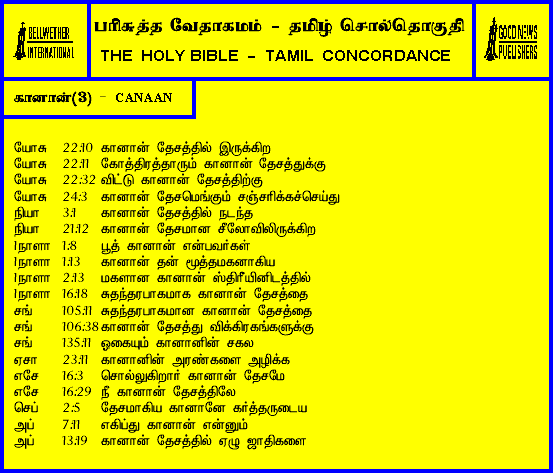 BELLWETHER
INTERNATIONAL
பரிசுத்த வேதாகமம் - தமிழ் சொல்தொகுதி
THE HOLY BIBLE - TAMIL CONCORDANCE
GOOD NEWS
PUBLISHERS
கானான்(3) - CANAAN
யோசு 22:10 கானான் தேசத்தில் இருக்கிற
யோசு 22:11 கோத்திரத்தாரும் கானான் தேசத்துக்கு
யோசு 22:32 விட்டு கானான் தேசத்திற்கு
யோசு 24:3 கானான் தேசமெங்கும் சஞ்சரிக்கச்செய்து
நியா 3:1 கானான் தேசத்தில் நடந்த
நியா 21:12 கானான் தேசமான சீலோவிலிருக்கிற
1நாளா 1:8 பூத் கானான் என்பவர்கள்
1நாளா 1:13 கானான் தன் மூத்தமகனாகிய
1நாளா 2:13 மகளான கானான் ஸ்திரீயினிடத்தில்
1நாளா 16:18 சுதந்தரபாகமாக கானான் தேசத்தை
சங் 105:11 சுதந்தரபாகமான கானான் தேசத்தை
சங் 106:38 கானான் தேசத்து விக்கிரகங்களுக்கு
சங் 135:11 ஓகையும் கானானின் சகல
ஏசா 23:11 கானானின் அரண்களை அழிக்க
எசே 16:3 சொல்லுகிறார் கானான் தேசமே
எசே 16:29 நீ கானான் தேசத்திலே
செப் 2:5 தேசமாகிய கானானே கர்த்தருடைய
அப் 7:11 எகிப்து கானான் என்னும்
அப் 13:19 கானான் தேசத்தில் ஏழு ஜாதிகளை